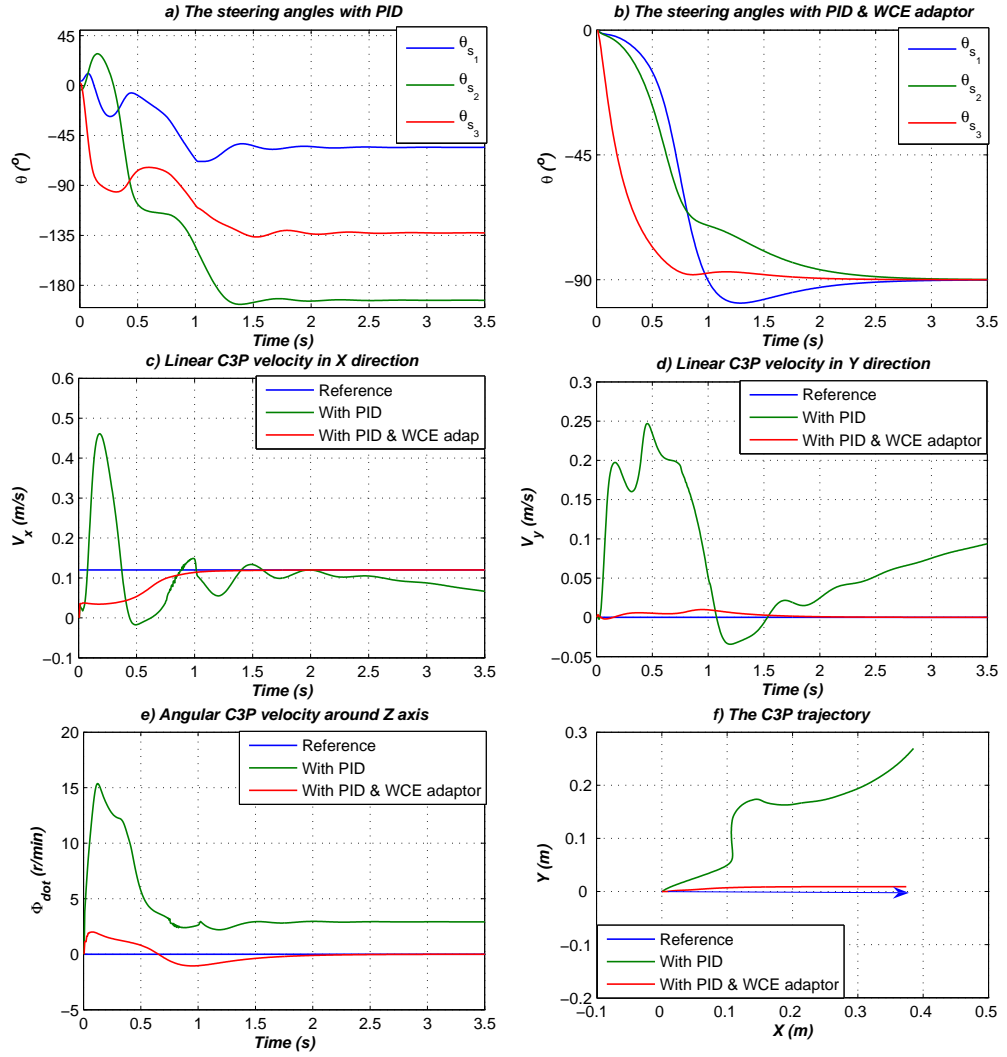 a) The steering angles with PID
45
0
−45
−90
−135
−180
θ (º)
0 0.5 1 1.5 2 2.5 3 3.5
Time (s)
θs1
θs2
θs3
b) The steering angles with PID & WCE adaptor
0
−45
−90
θ (º)
0 0.5 1 1.5 2 2.5 3 3.5
Time (s)
θs1
θs2
θs3
c) Linear C3P velocity in X direction
0.6
0.5
0.4
0.3
0.2
0.1
0
−0.1
V_x (m/s)
0 0.5 1 1.5 2 2.5 3 3.5
Time (s)
Reference
With PID
With PID & WCE adap
d) Linear C3P velocity in Y direction
0.3
0.25
0.2
0.15
0.1
0.05
0
−0.05
V_y (m/s)
0 0.5 1 1.5 2 2.5 3 3.5
Time (s)
Reference
With PID
With PID & WCE adaptor
e) Angular C3P velocity around Z axis
20
15
10
5
0
−5
Φ_dot (r/min)
0 0.5 1 1.5 2 2.5 3 3.5
Time (s)
Reference
With PID
With PID & WCE adaptor
f) The C3P trajectory
0.3
0.2
0.1
0
−0.1
−0.2
Y (m)
−0.1 0 0.1 0.2 0.3 0.4 0.5
X (m)
Reference
With PID
With PID & WCE adaptor